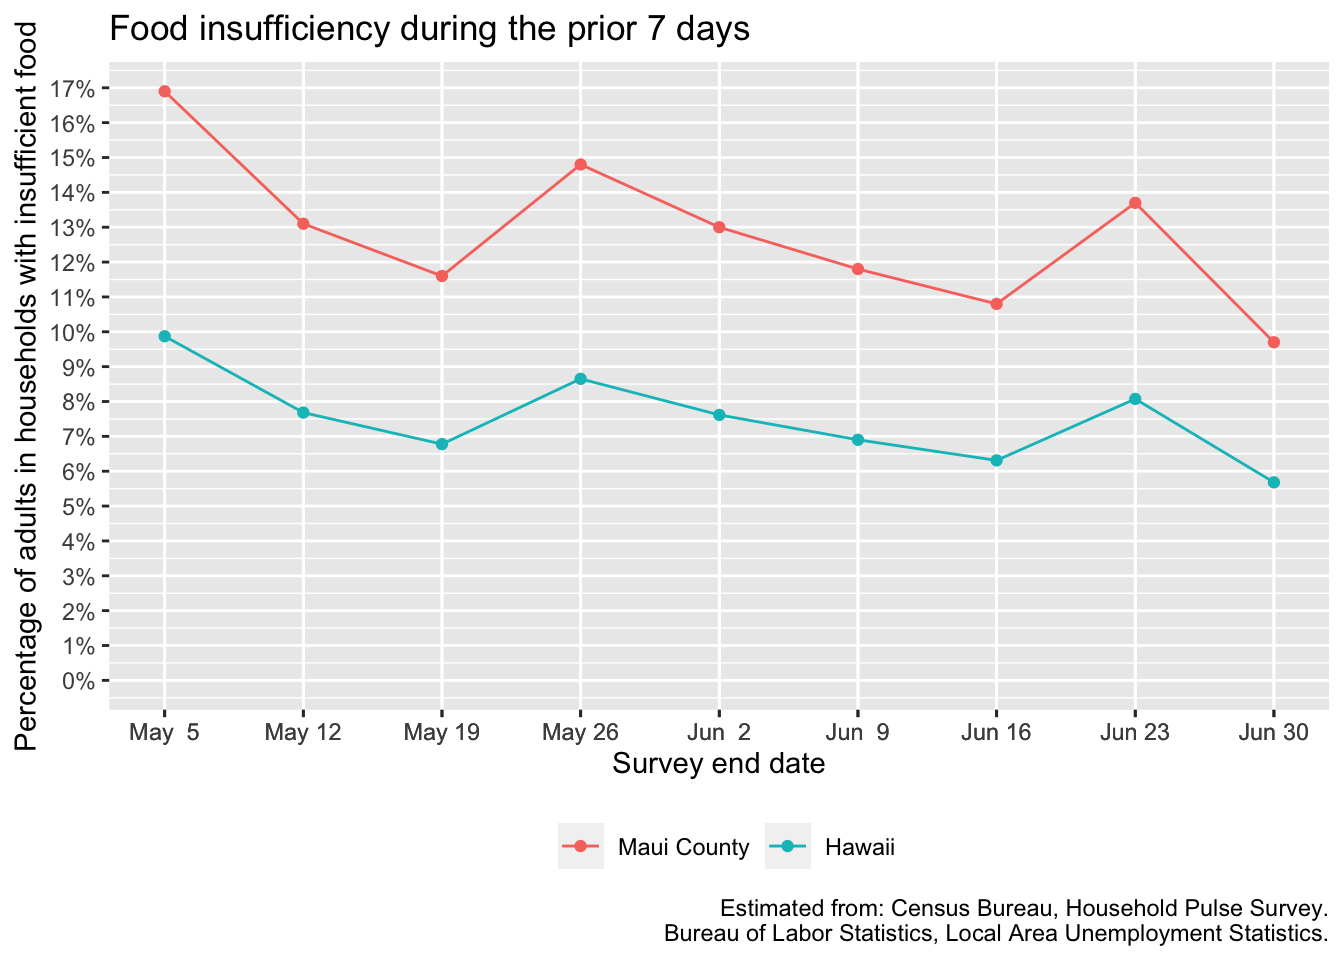 Food insufficiency during the prior 7 days
Percentage of adults in households with insufficient food
17%
16%
15%
14%
13%
12%
11%
10%
9%
8%
7%
6%
5%
4%
3%
2%
1%
0%
May  5 May 12 May 19 May 26 Jun  2 Jun  9 Jun 16 Jun 23 Jun 30
Survey end date
Maui County Hawaii
Estimated from: Census Bureau, Household Pulse Survey.
Bureau of Labor Statistics, Local Area Unemployment Statistics.